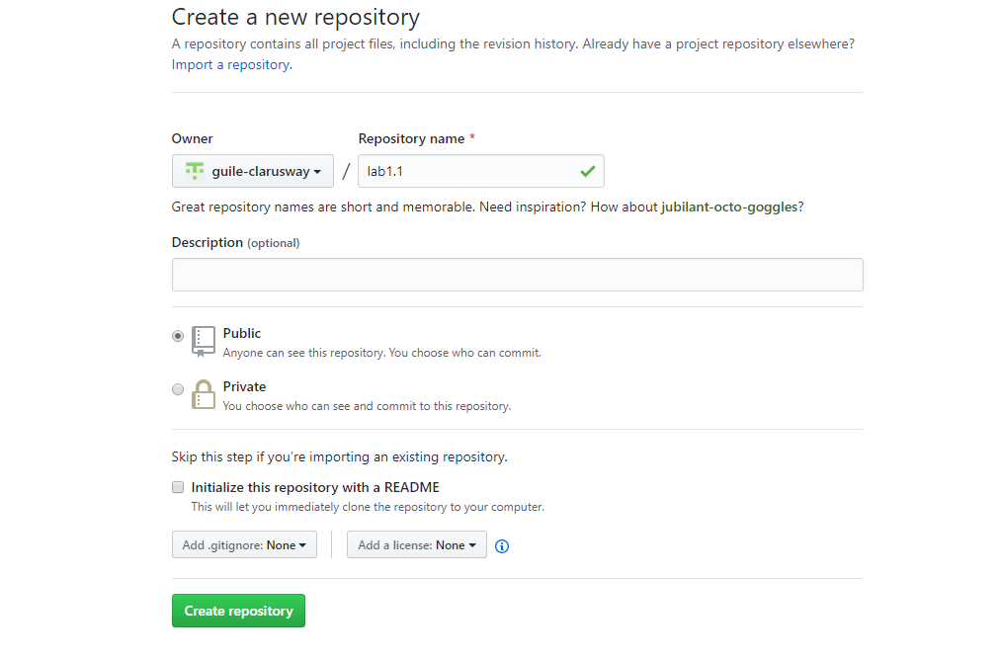 Create a new repository
A repository contains all project files, including the revision history. Already have a project repository elsewhere?
Import a repository.
Owner
Repository name *
guile-clarusway
/
lab1.1
Great repository names are short and memorable. Need inspiration? How about jubilant-octo-goggles?
Description (optional)
Public
Anyone can see this repository. You choose who can commit.
Private
You choose who can see and commit to this repository.
Skip this step if you're importing an existing repository.
Initialize this repository with a README
This will let you immediately clone the repository to your computer.
Add .gitignore: None
Add a license: None
Create repository